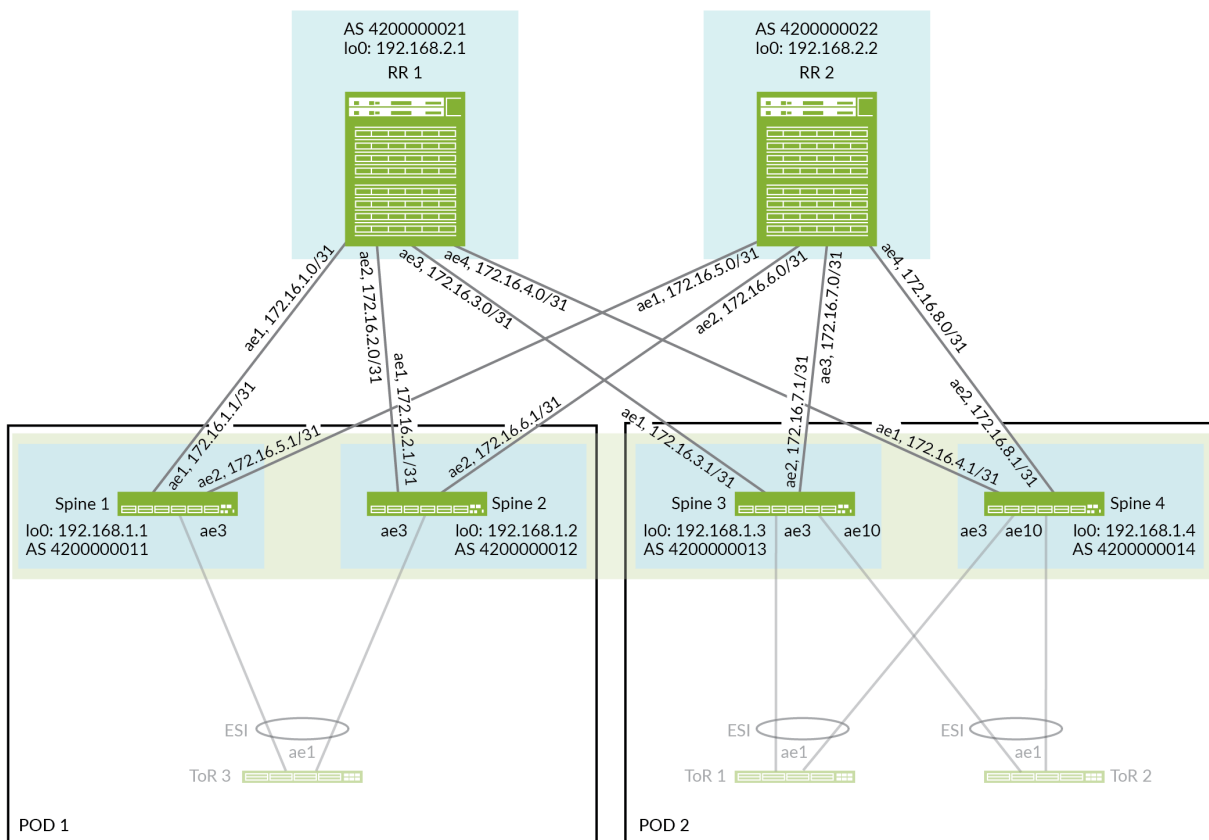 AS 4200000021
lo0: 192.168.2.1
RR 1
AS 4200000022
lo0: 192.168.2.2
RR 2
ae1, 172.16.1.0/31
ae2, 172.16.2.0/31
ae3, 172.16.3.0/31
ae4, 172.16.4.0/31
ae1, 172.16.5.0/31
ae2, 172.16.6.0/31
ae3, 172.16.7.0/31
ae4, 172.16.8.0/31
ae1, 172.16.1.1/31
ae2, 172.16.5.1/31
ae1, 172.16.2.1/31
ae2, 172.16.6.1/31
ae1, 172.16.3.1/31
ae2, 172.16.7.1/31
ae1, 172.16.4.1/31
ae2, 172.16.8.1/31
Spine 1
lo0: 192.168.1.1
AS 4200000011
ae3
Spine 2
ae3
lo0: 192.168.1.2
AS 4200000012
Spine 3
lo0: 192.168.1.3
AS 4200000013
ae3
ae10
Spine 4
ae3
ae10
lo0: 192.168.1.4
AS 4200000014
ESI
ae1
ToR 3
ESI
ae1
ToR 1
ESI
ae1
ToR 2
POD 1
POD 2